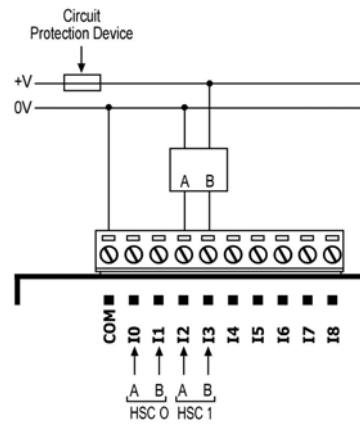 Circuit
Protection Device
+V
0V
A B
COM I0 I1 I2 I3 I4 I5 I6 I7 I8
A B A B
HSC 0 HSC 1